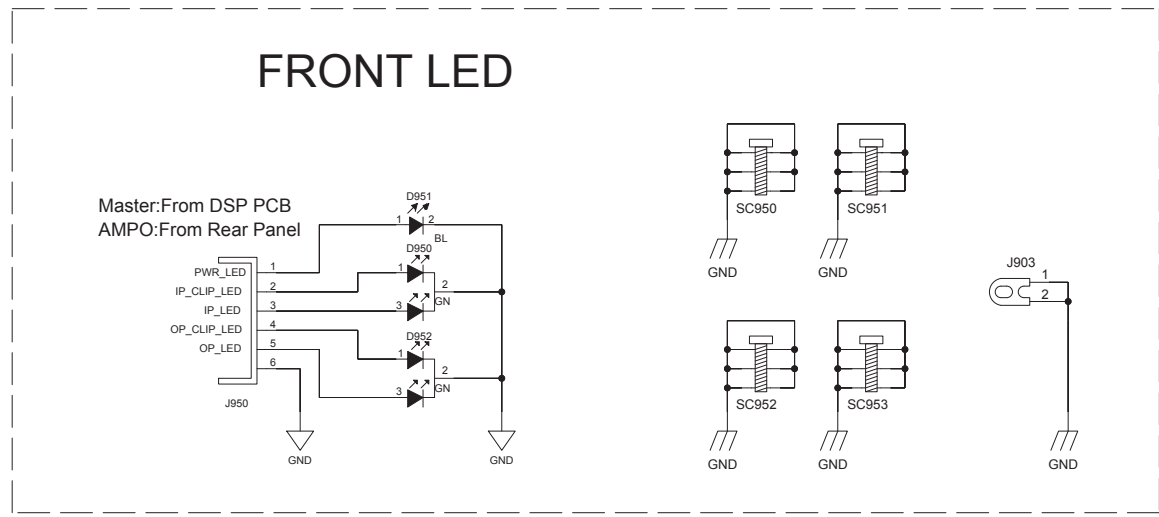 FRONT LED
Master:From DSP PCB
AMPO:From Rear Panel
D951
1 2
BL
PWR_LED 1
IP_CLIP_LED 2
IP_LED 3
OP_CLIP_LED 4
OP_LED 5
6
J950
D950
1
2
GN
3
D952
1
2
GN
3
GND
GND
SC950
GND
SC951
GND
SC952
GND
SC953
GND
J903
1
2
GND